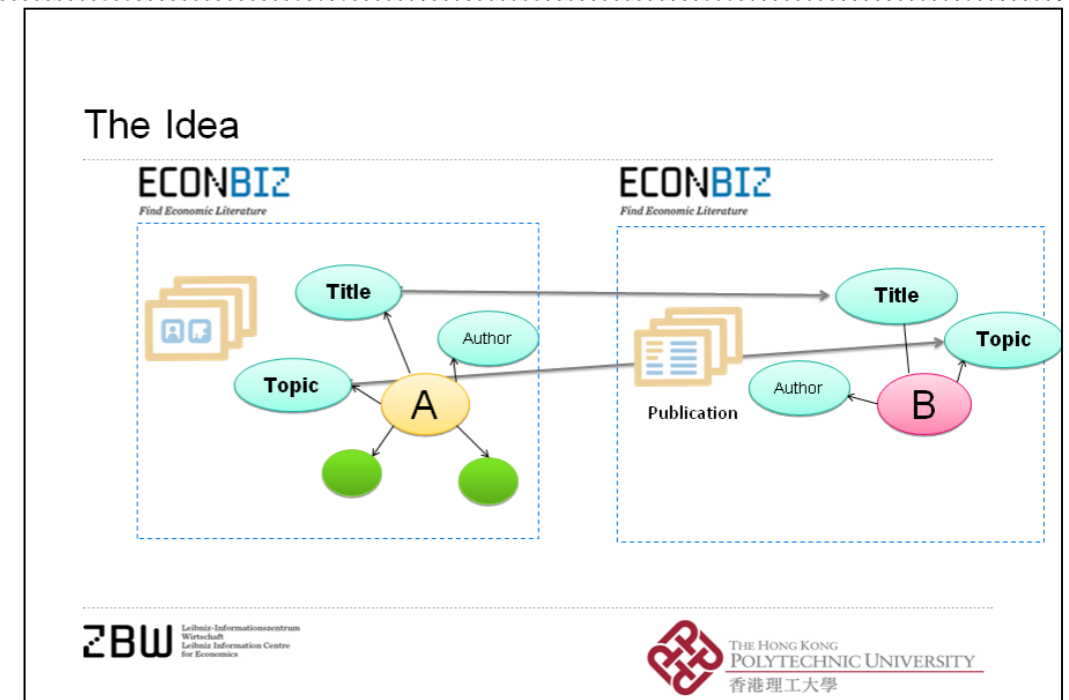 The Idea
ECONBIZ
Find Economic Literature
ECONBIZ
Find Economic Literature
Title
Author
Topic
A
Title
Topic
Author
B
Publication
ZBW
Leibniz-Informationszentrum
Wirtschaft
Leibniz Information Centre
for Economics
THE HONG KONG
POLYTECHNIC UNIVERSITY
香港理工大學